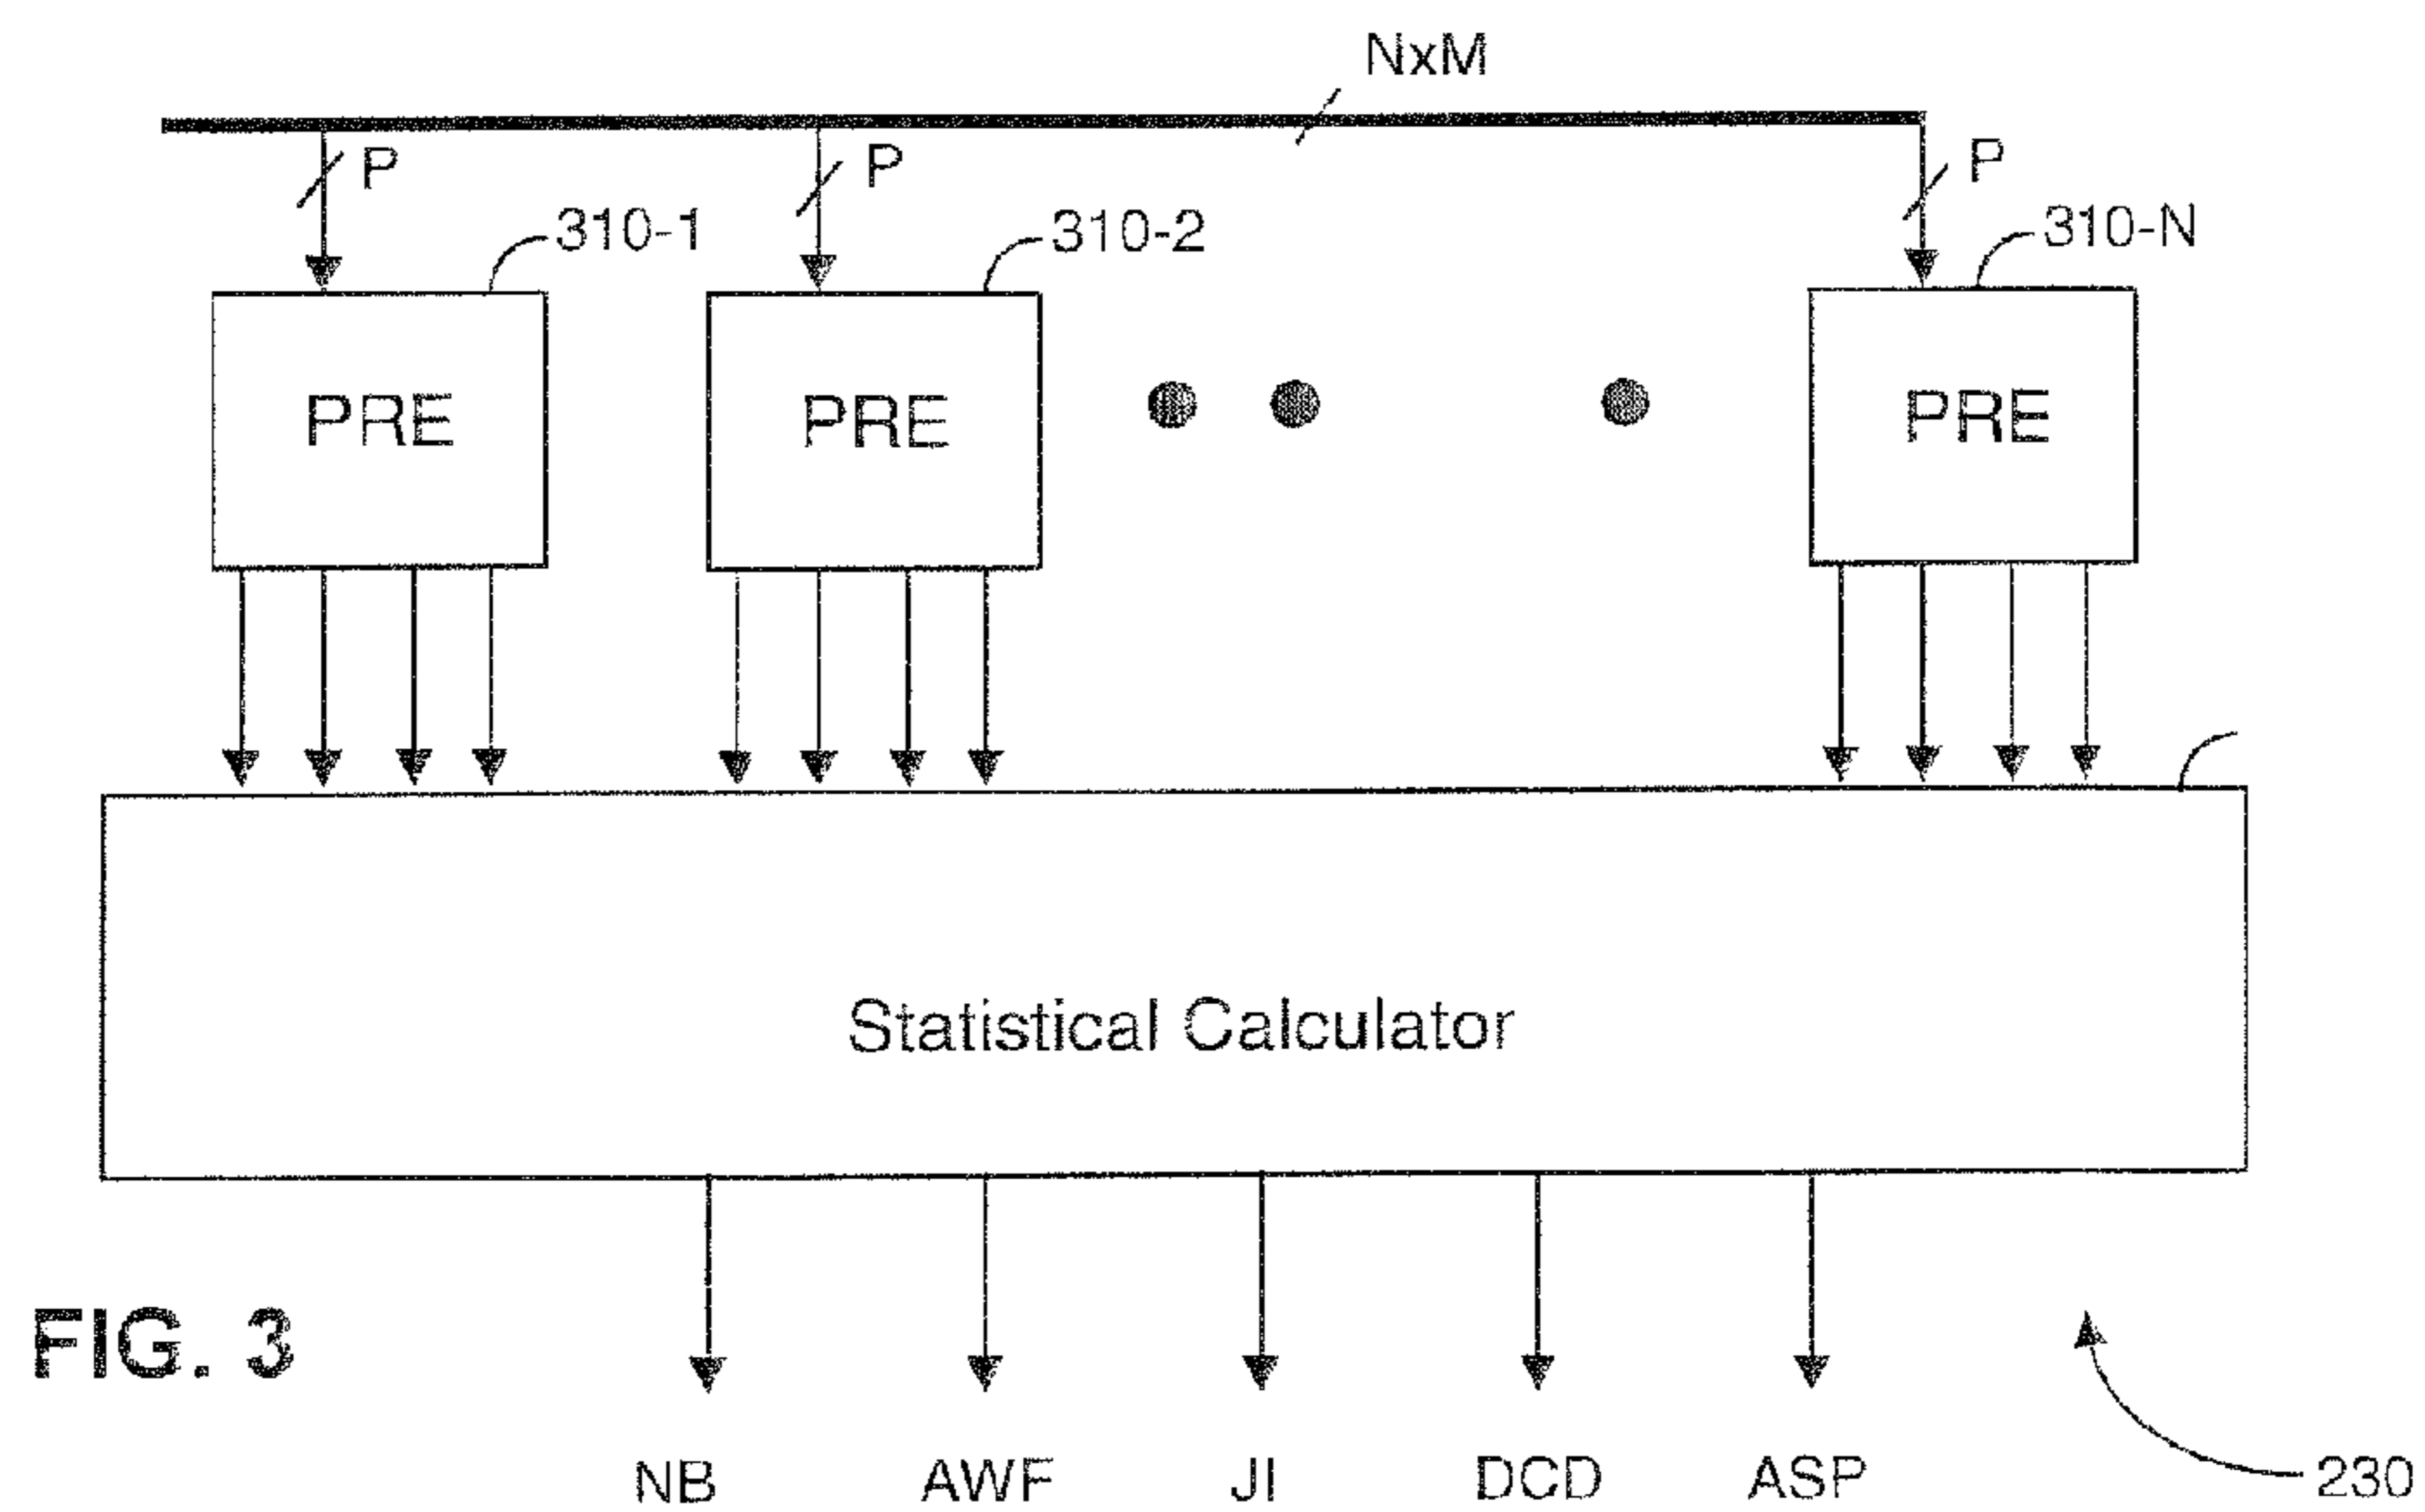 NxM
P P P
310-1 310-2 310-N
PRE PRE PRE
Statistical Calculator
FIG. 3
NB AWF JI DCD ASP
230